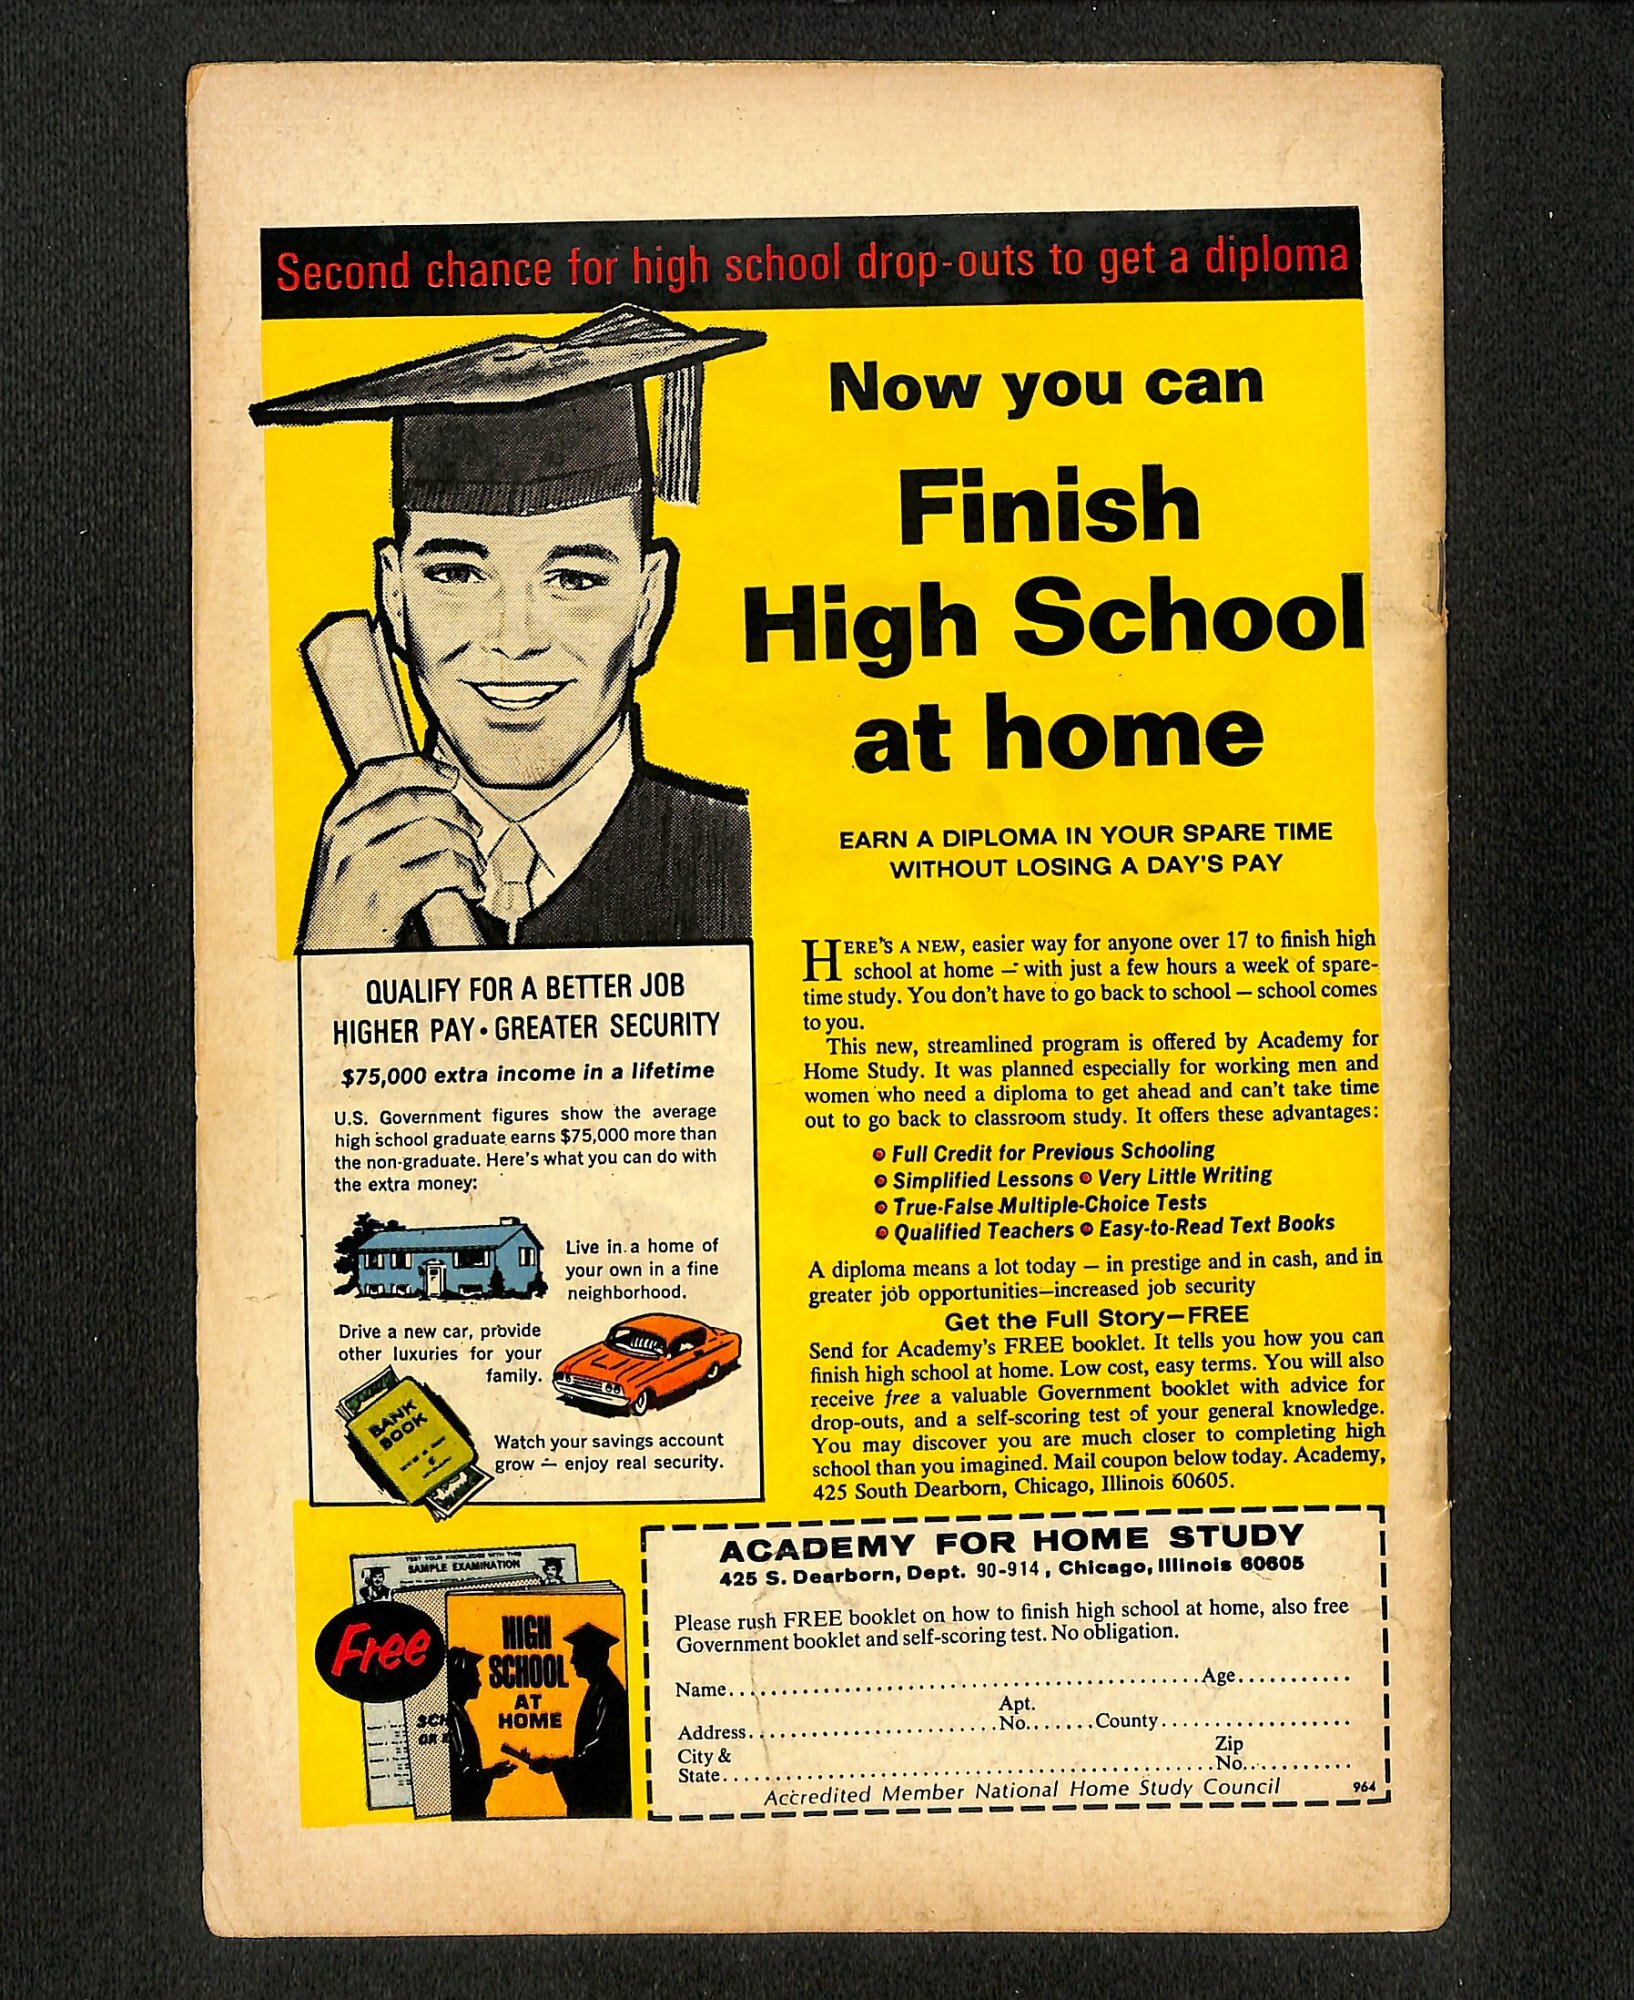 Second chance for high school drop-outs to get a diploma
Now you can
Finish
High School
at home
EARN A DIPLOMA IN YOUR SPARE TIME
WITHOUT LOSING A DAY'S PAY
HERE'S A NEW, easier way for anyone over 17 to finish high
school at home — with just a few hours a week of spare-
time study. You don't have to go back to school — school comes
to you.
This new, streamlined program is offered by Academy for
Home Study. It was planned especially for working men and
women who need a diploma to get ahead and can't take time
out to go back to classroom study. It offers these advantages:
• Full Credit for Previous Schooling
• Simplified Lessons • Very Little Writing
• True-False Multiple-Choice Tests
• Qualified Teachers • Easy-to-Read Text Books
A diploma means a lot today — in prestige and in cash, and in
greater job opportunities—increased job security
Get the Full Story—FREE
Send for Academy's FREE booklet. It tells you how you can
finish high school at home. Low cost, easy terms. You will also
receive free a valuable Government booklet with advice for
drop-outs, and a self-scoring test of your general knowledge.
You may discover you are much closer to completing high
school than you imagined. Mail coupon below today. Academy,
425 South Dearborn, Chicago, Illinois 60605.
QUALIFY FOR A BETTER JOB
HIGHER PAY • GREATER SECURITY
$75,000 extra income in a lifetime
U.S. Government figures show the average
high school graduate earns $75,000 more than
the non-graduate. Here's what you can do with
the extra money:
Live in a home of
your own in a fine
neighborhood.
Drive a new car, provide
other luxuries for your
family.
BANK
BOOK
Watch your savings account
grow — enjoy real security.
TEST YOUR KNOWLEDGE WITH THIS
SAMPLE EXAMINATION
Free
HIGH
SCHOOL
AT
HOME
ACADEMY FOR HOME STUDY
425 S. Dearborn, Dept. 90-914, Chicago, Illinois 60605
Please rush FREE booklet on how to finish high school at home, also free
Government booklet and self-scoring test. No obligation.
Name Age
Apt.
Address No. County
City & Zip
State No.
Accredited Member National Home Study Council 964